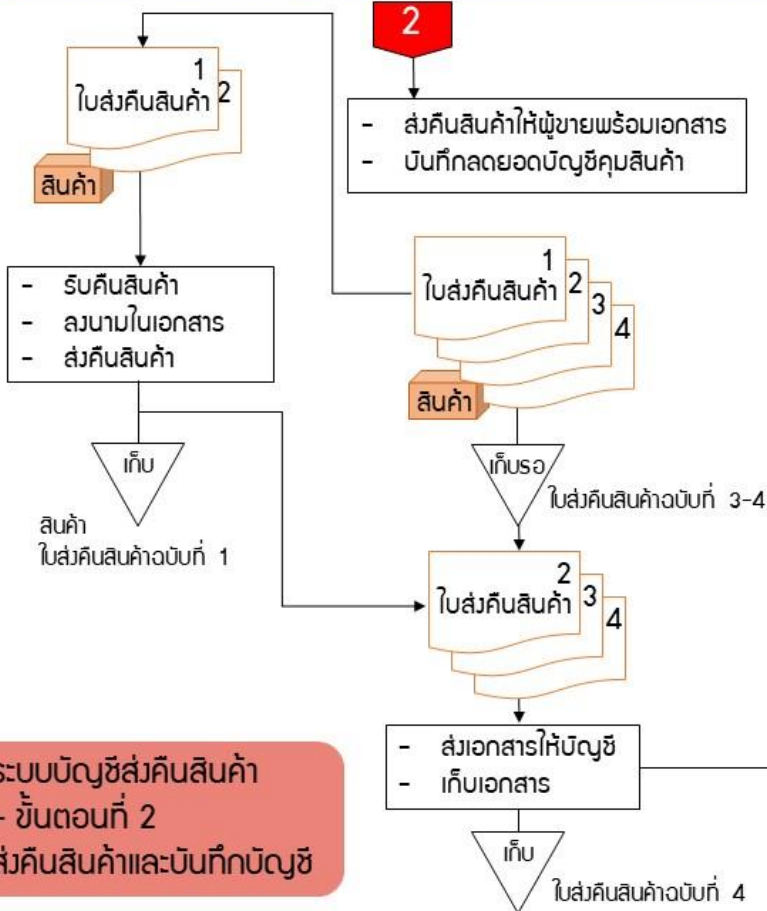 2
- ส่งคืนสินค้าให้ผู้ขายพร้อมเอกสาร
- บันทึกลดยอดบัญชีคุมสินค้า
1
ใบส่งคืนสินค้า 2
สินค้า
- รับคืนสินค้า
- ลงนามในเอกสาร
- ส่งคืนสินค้า
เก็บ
สินค้า
ใบส่งคืนสินค้าฉบับที่ 1
1
ใบส่งคืนสินค้า 2
3
4
สินค้า
เก็บรอ
ใบส่งคืนสินค้าฉบับที่ 3-4
2
ใบส่งคืนสินค้า 3
4
- ส่งเอกสารให้บัญชี
- เก็บเอกสาร
เก็บ
ใบส่งคืนสินค้าฉบับที่ 4
ระบบบัญชีส่งคืนสินค้า
- ขั้นตอนที่ 2
ส่งคืนสินค้าและบันทึกบัญชี